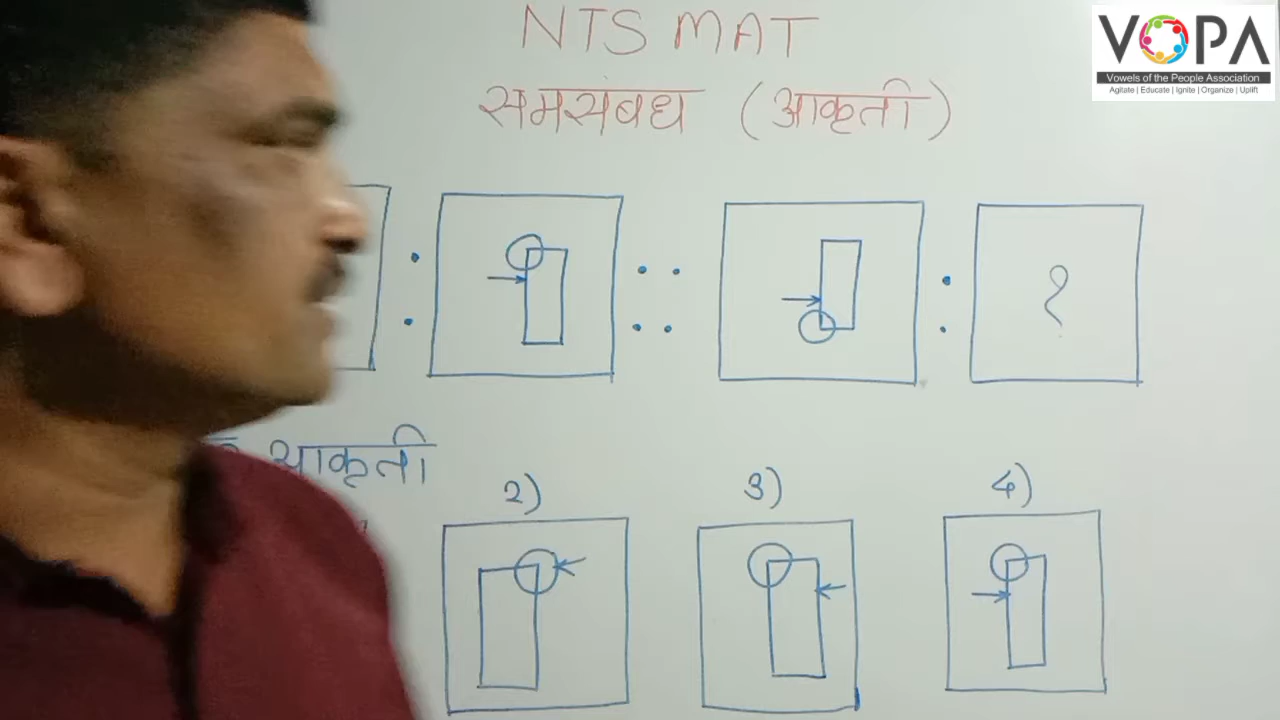 NTS MAT
VOPA
Vowels of the People Association
Agitate | Educate | Ignite | Organize | Uplift
समसंबध (आकृती)
?
आकृती
2) 3) 4)